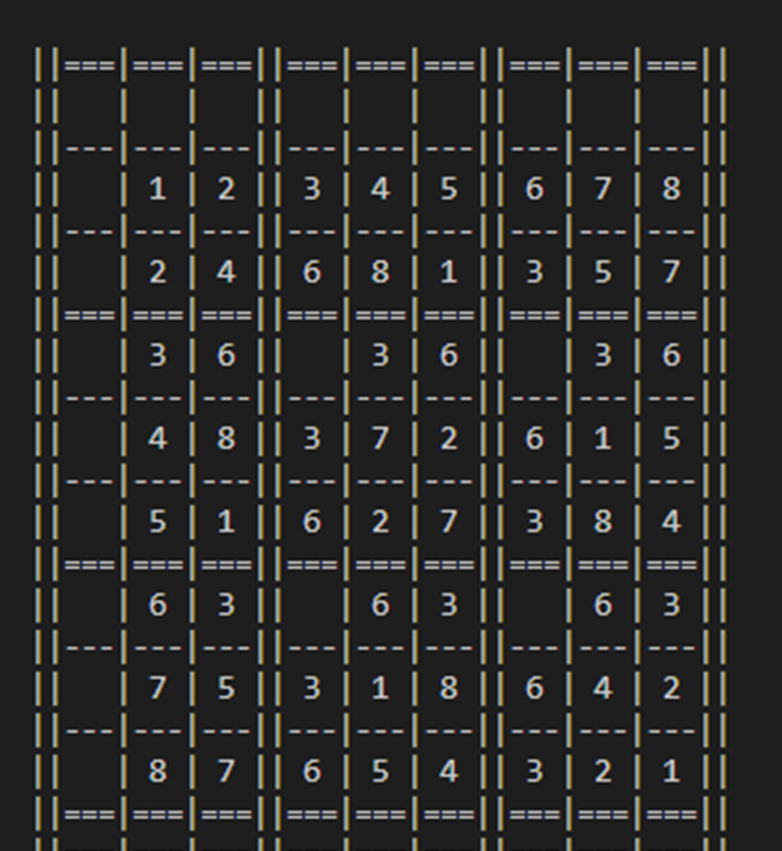 ||===|===|===||===|===|===||===|===|===||
||   |   |   ||   |   |   ||   |   |   ||
||---|---|---||---|---|---||---|---|---||
||   | 1 | 2 || 3 | 4 | 5 || 6 | 7 | 8 ||
||---|---|---||---|---|---||---|---|---||
||   | 2 | 4 || 6 | 8 | 1 || 3 | 5 | 7 ||
||===|===|===||===|===|===||===|===|===||
||   | 3 | 6 ||   | 3 | 6 ||   | 3 | 6 ||
||---|---|---||---|---|---||---|---|---||
||   | 4 | 8 || 3 | 7 | 2 || 6 | 1 | 5 ||
||---|---|---||---|---|---||---|---|---||
||   | 5 | 1 || 6 | 2 | 7 || 3 | 8 | 4 ||
||===|===|===||===|===|===||===|===|===||
||   | 6 | 3 ||   | 6 | 3 ||   | 6 | 3 ||
||---|---|---||---|---|---||---|---|---||
||   | 7 | 5 || 3 | 1 | 8 || 6 | 4 | 2 ||
||---|---|---||---|---|---||---|---|---||
||   | 8 | 7 || 6 | 5 | 4 || 3 | 2 | 1 ||
||===|===|===||===|===|===||===|===|===||